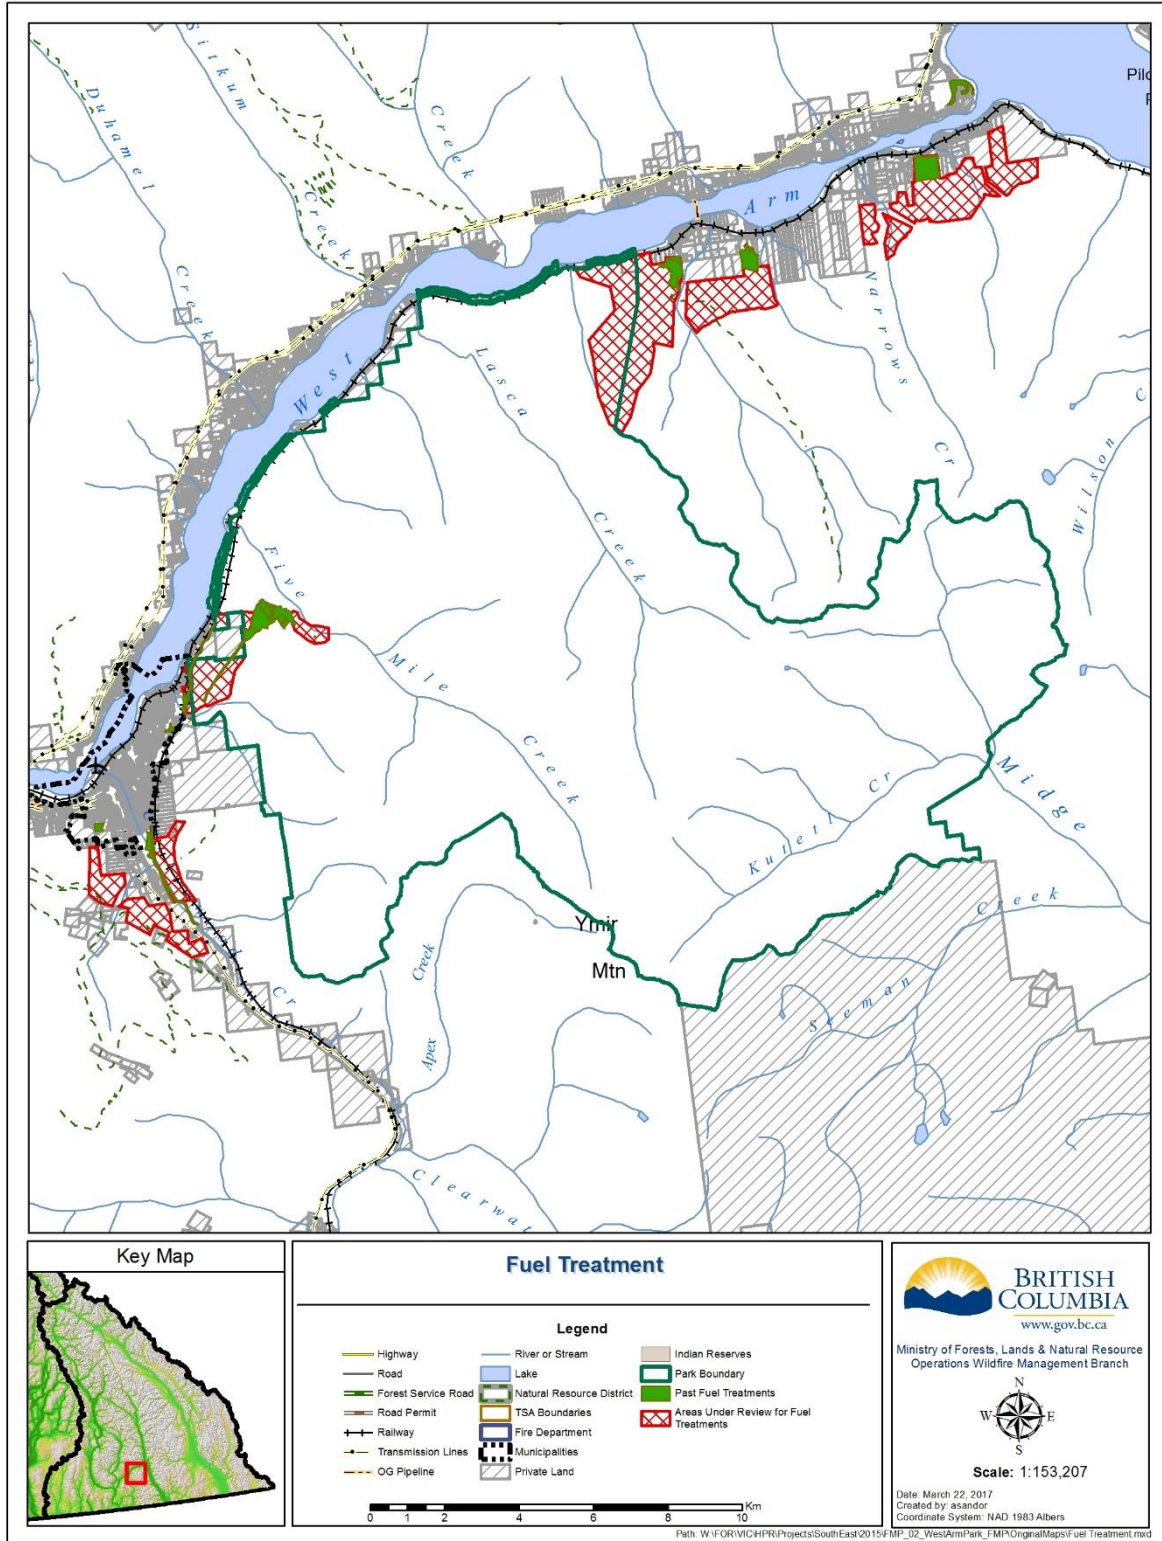 Sitkum
Creek
Duhamel
Creek
Creek
Pilo
West
Arm
Narrows
Cr
Lasca
Creek
Wilson
C
Five
Mile
Creek
Kutetl Cr
Midge
Creek
Ymir
Mtn
Seeman
Apex
Creek
Cr
Clearwat
Key Map
Fuel Treatment
Legend
Highway
Road
Forest Service Road
Road Permit
Railway
Transmission Lines
OG Pipeline
River or Stream
Lake
Natural Resource District
TSA Boundaries
Fire Department
Municipalities
Private Land
Indian Reserves
Park Boundary
Past Fuel Treatments
Areas Under Review for Fuel
Treatments
0 2 4 6 8 10
Km
BRITISH
COLUMBIA
www.gov.bc.ca
Ministry of Forests, Lands & Natural Resource
Operations Wildfire Management Branch
N
W E
S
Scale: 1:153,207
Date: March 22, 2017
Created by: asandor
Coordinate System: NAD 1983 Albers
Path: W:\FOR\VIC\HPR\Projects\SouthEast\2015\FMP_02_WestArmPark_FMP\OriginalMaps\Fuel Treatment.mxd